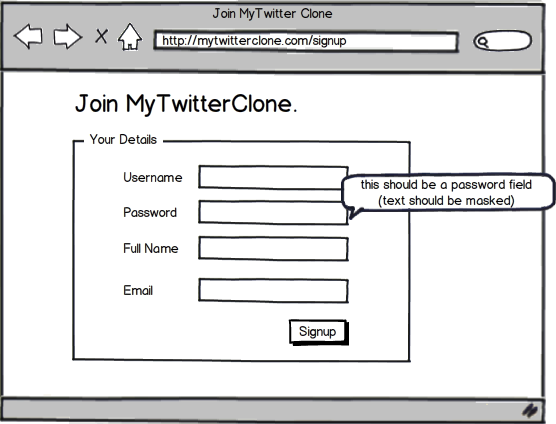 Join MyTwitter Clone
http://mytwitterclone.com/signup
Join MyTwitterClone.
Your Details
Username
this should be a password field
(text should be masked)
Password
Full Name
Email
Signup